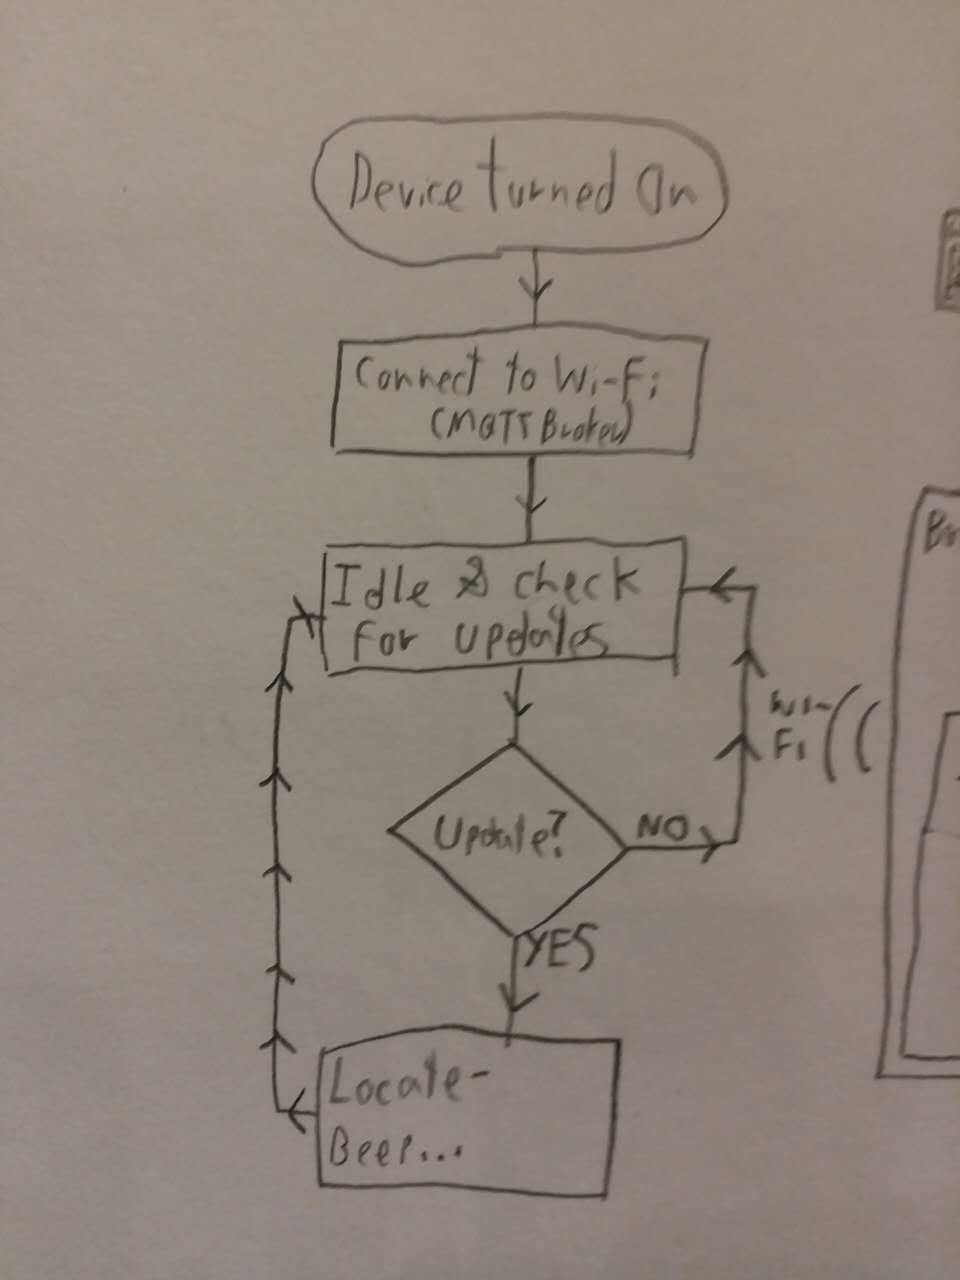 Device turned On
Connect to Wi-Fi
(MQTT Broker)
Idle & check
for updates
Wi-
Fi
Update?
NO
YES
Locate-
Beep...